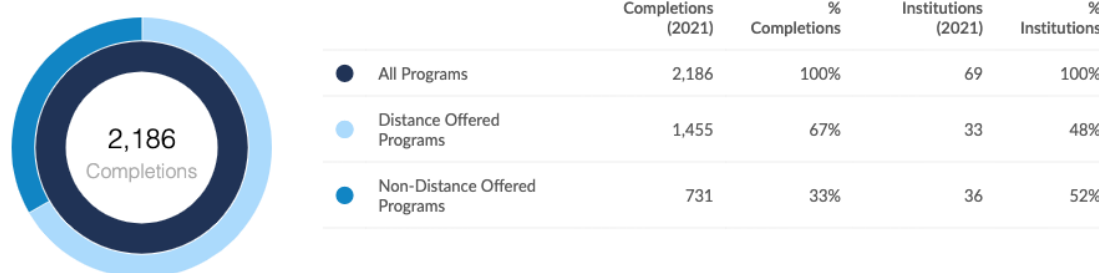 2,186
Completions
Completions
(2021)
%
Completions
Institutions
(2021)
%
Institutions
All Programs 2,186 100% 69 100%
Distance Offered
Programs
1,455 67% 33 48%
Non-Distance Offered
Programs
731 33% 36 52%